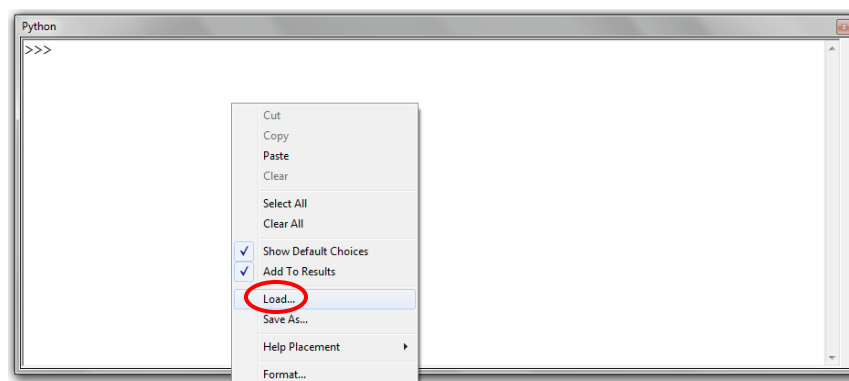 Python
>>>
Cut
Copy
Paste
Clear
Select All
Clear All
Show Default Choices
Add To Results
Load...
Save As...
Help Placement
Format...